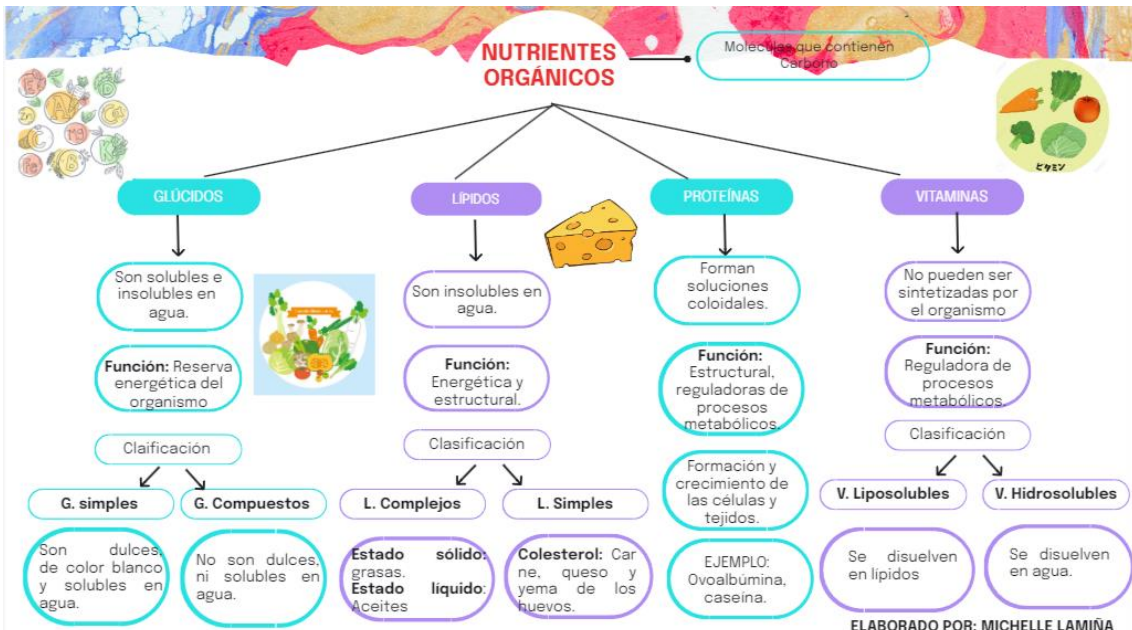 NUTRIENTES
ORGÁNICOS
Moleculas que contienen
Carbono
ビタミン
GLÚCIDOS
LÍPIDOS
PROTEÍNAS
VITAMINAS
Son solubles e
insolubles en
agua.
Son insolubles en
agua.
Forman
soluciones
coloidales.
No pueden ser
sintetizadas por
el organismo
Función: Reserva
energética del
organismo
Función:
Energética y
estructural.
Función:
Estructural,
reguladoras de
procesos
metabólicos.
Función:
Reguladora de
procesos
metabólicos.
Claificación
Clasificación
Formación y
crecimiento de
las células y
tejidos.
Clasificación
G. simples
G. Compuestos
L. Complejos
L. Simples
V. Liposolubles
V. Hidrosolubles
Son dulces,
de color blanco
y solubles en
agua.
No son dulces,
ni solubles en
agua.
Estado sólido:
grasas.
Estado líquido:
Aceites
Colesterol: Car
ne, queso y
yema de los
huevos.
EJEMPLO:
Ovoalbúmina,
caseína.
Se disuelven
en lípidos
Se disuelven
en agua.
ELABORADO POR: MICHELLE LAMIÑA